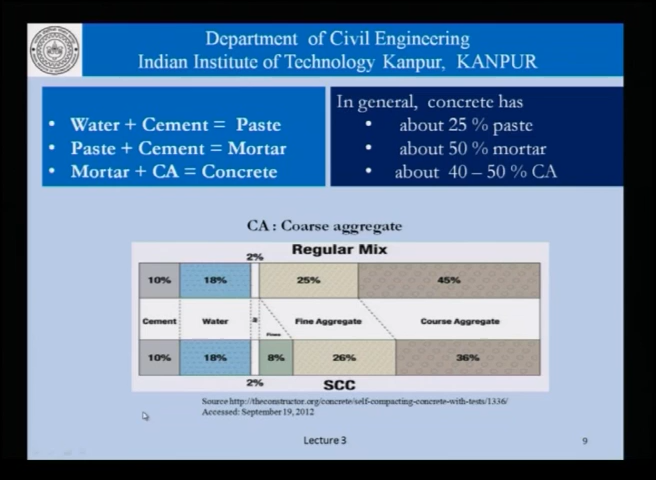 Department of Civil Engineering
Indian Institute of Technology Kanpur, KANPUR
• Water + Cement = Paste
• Paste + Cement = Mortar
• Mortar + CA = Concrete
In general, concrete has
• about 25 % paste
• about 50 % mortar
• about 40 – 50 % CA
CA : Coarse aggregate
Regular Mix
2%
10% 18% 25% 45%
Cement Water Fine Aggregate Course Aggregate
Fines
10% 18% 8% 26% 36%
2%
SCC
Source http://theconstructor.org/concrete/self-compacting-concrete-with-tests/1336/
Accessed: September 19, 2012
Lecture 3
9